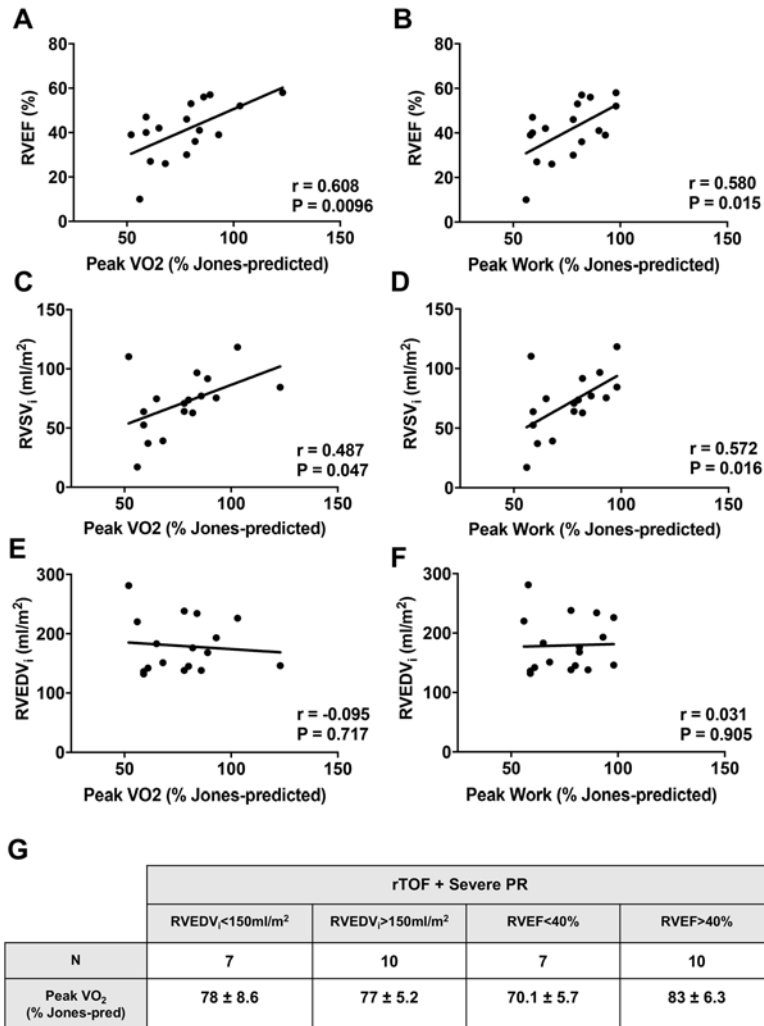 A
B
80
60
40
20
0
RVEF (%)
50
100
150
r = 0.608
P = 0.0096
Peak VO2 (% Jones-predicted)
80
60
40
20
0
RVEF (%)
50
100
150
r = 0.580
P = 0.015
Peak Work (% Jones-predicted)
C
D
150
100
50
0
RVSVi (ml/m²)
50
100
150
r = 0.487
P = 0.047
Peak VO2 (% Jones-predicted)
150
100
50
0
RVSVi (ml/m²)
50
100
150
r = 0.572
P = 0.016
Peak Work (% Jones-predicted)
E
F
300
200
100
0
RVEDVi (ml/m²)
50
100
150
r = -0.095
P = 0.717
Peak VO2 (% Jones-predicted)
300
200
100
0
RVEDVi (ml/m²)
50
100
150
r = 0.031
P = 0.905
Peak Work (% Jones-predicted)
G
rTOF + Severe PR
RVEDVi<150ml/m² RVEDVi>150ml/m² RVEF<40% RVEF>40%
N 7 10 7 10
Peak VO₂
(% Jones-pred) 78 ± 8.6 77 ± 5.2 70.1 ± 5.7 83 ± 6.3